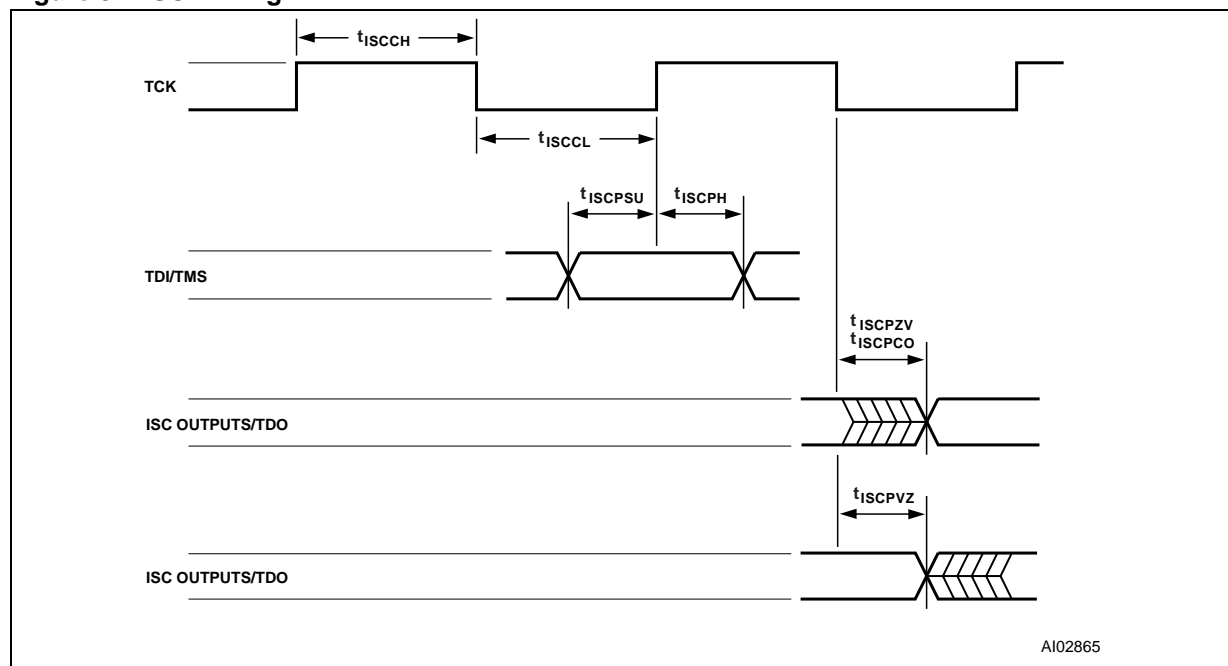 tISCCH
TCK
tISCCL
tISCPSU
tISCPH
TDI/TMS
tISCPZV
tISCPCO
ISC OUTPUTS/TDO
tISCPVZ
ISC OUTPUTS/TDO
AI02865